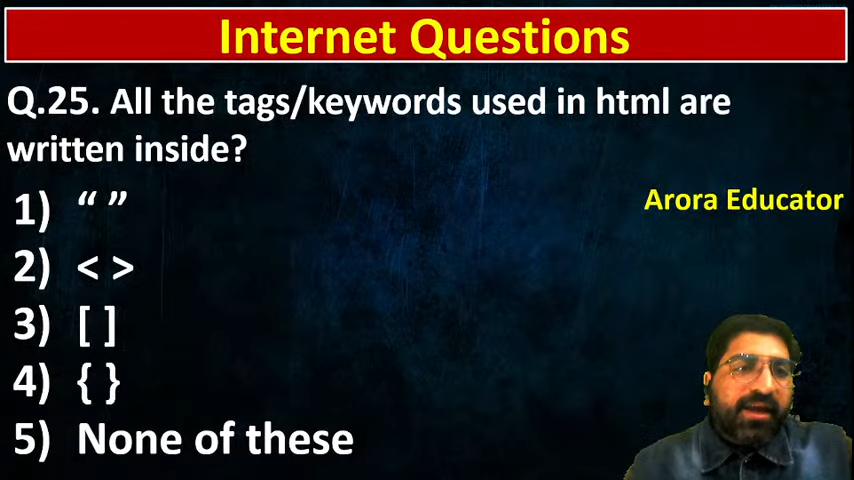 Internet Questions
Q.25. All the tags/keywords used in html are
written inside?
1) “ ”
Arora Educator
2) < >
3) [ ]
4) { }
5) None of these